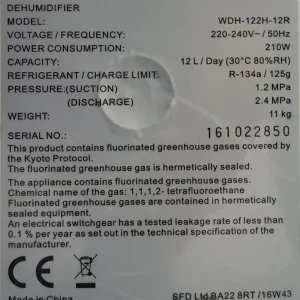 DEHUMIDIFIER
MODEL: WDH-122H-12R
VOLTAGE / FREQUENCY: 220-240V~ / 50Hz
POWER CONSUMPTION: 210W
CAPACITY: 12 L / Day (30°C 80%RH)
REFRIGERANT / CHARGE LIMIT: R-134a / 125g
PRESSURE: (SUCTION) 1.2 MPa
(DISCHARGE) 2.4 MPa
WEIGHT: 11 kg
SERIAL NO.: 161022850
This product contains fluorinated greenhouse gases covered by
the Kyoto Protocol.
The fluorinated greenhouse gas is hermetically sealed.
The appliance contains fluorinated greenhouse gases.
Chemical name of the gas: 1,1,1,2- tetrafluoroethane
Fluorinated greenhouse gases are contained in hermetically
sealed equipment.
An electrical switchgear has a tested leakage rate of less than
0.1 % per year as set out in the technical specification of the
manufacturer.
CE
Made in China
SFD Ltd BA22 8RT /16W43